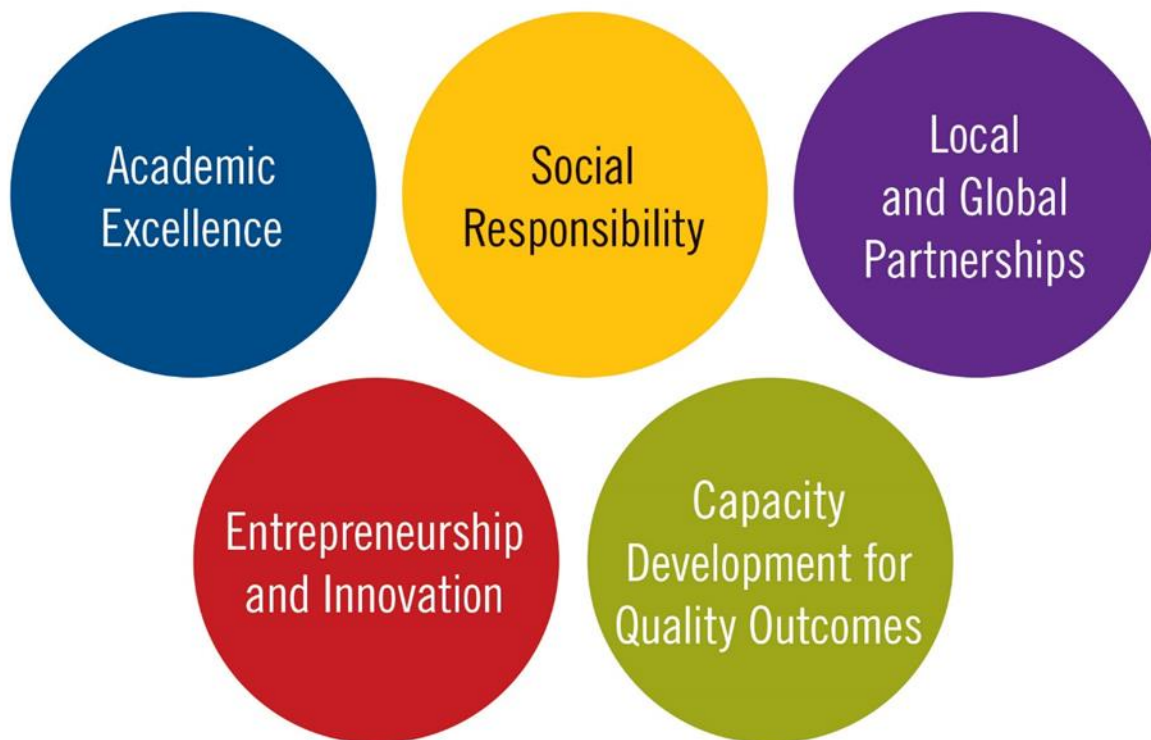 Academic
Excellence
Social
Responsibility
Local
and Global
Partnerships
Entrepreneurship
and Innovation
Capacity
Development for
Quality Outcomes